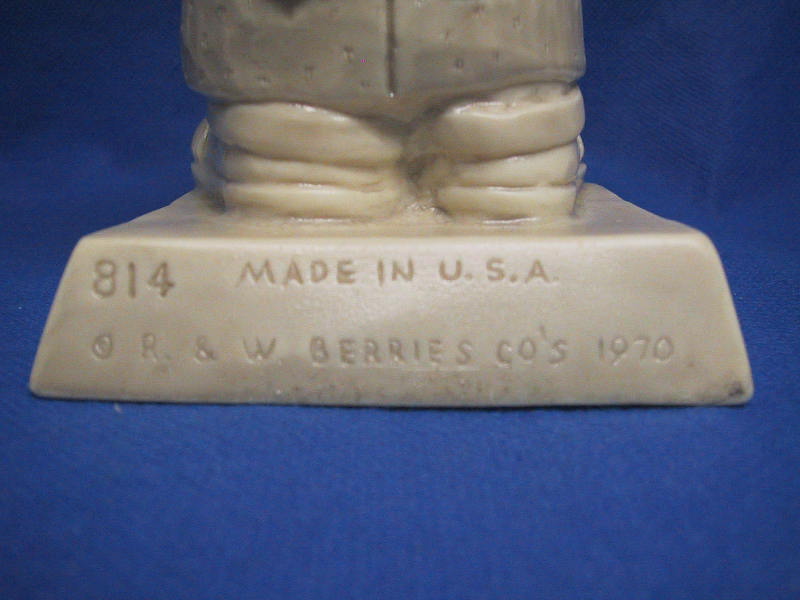 814 MADE IN U.S.A.
© R. & W. BERRIES CO'S 1970